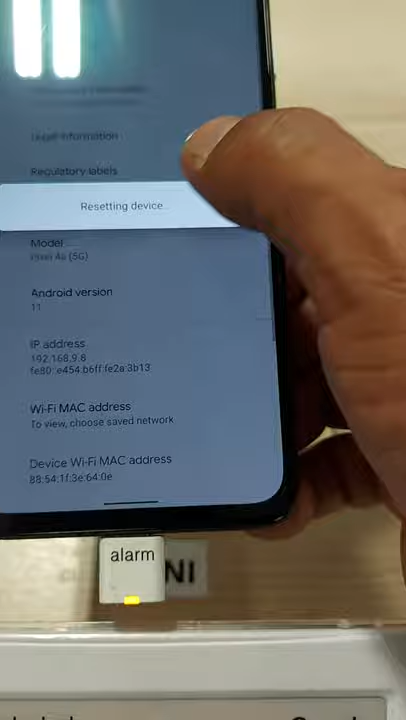 Legal information
Regulatory labels
Resetting device...
Model
Pixel 4a (5G)
Android version
11
IP address
192.168.9.8
fe80::e454:b6ff:fe2a:3b13
Wi-Fi MAC address
To view, choose saved network
Device Wi-Fi MAC address
88:54:1f:3e:64:0e
alarm
NI